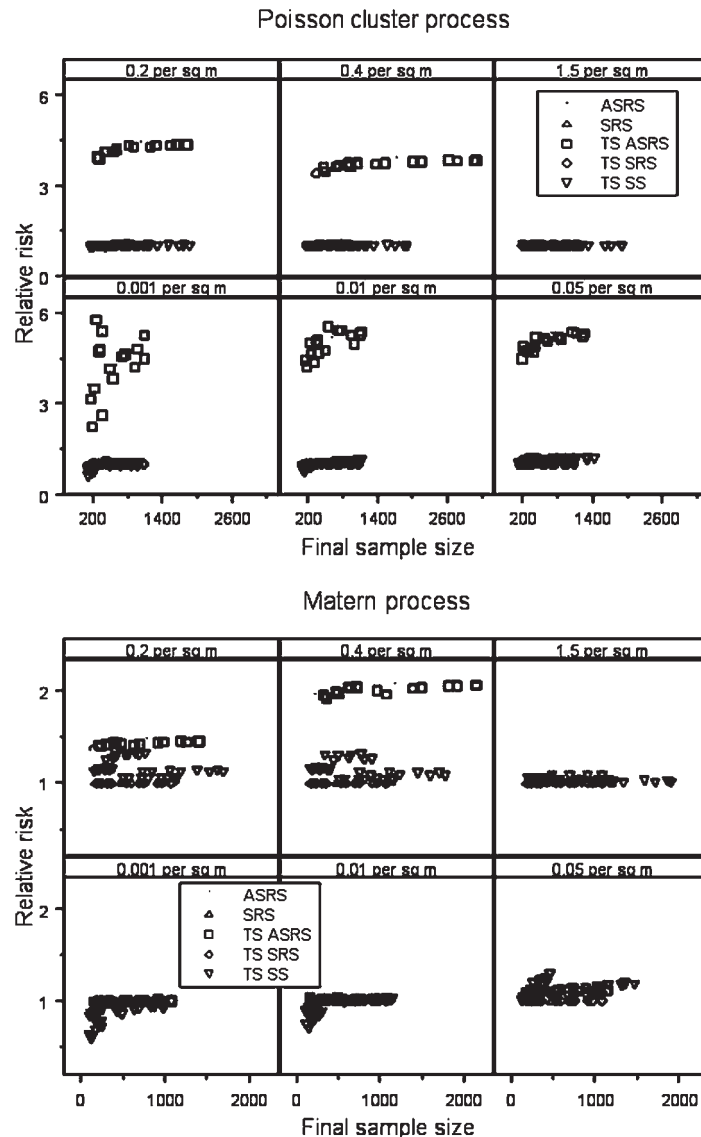 Poisson cluster process
0.2 per sq m
0.4 per sq m
1.5 per sq m
6
3
0
ASRS
SRS
TS ASRS
TS SRS
TS SS
Relative risk
0.001 per sq m
0.01 per sq m
0.05 per sq m
6
3
0
200 1400 2600
200 1400 2600
200 1400 2600
Final sample size
Matern process
0.2 per sq m
0.4 per sq m
1.5 per sq m
2
1
Relative risk
0.001 per sq m
0.01 per sq m
0.05 per sq m
ASRS
SRS
TS ASRS
TS SRS
TS SS
2
1
0 1000 2000
0 1000 2000
0 1000 2000
Final sample size